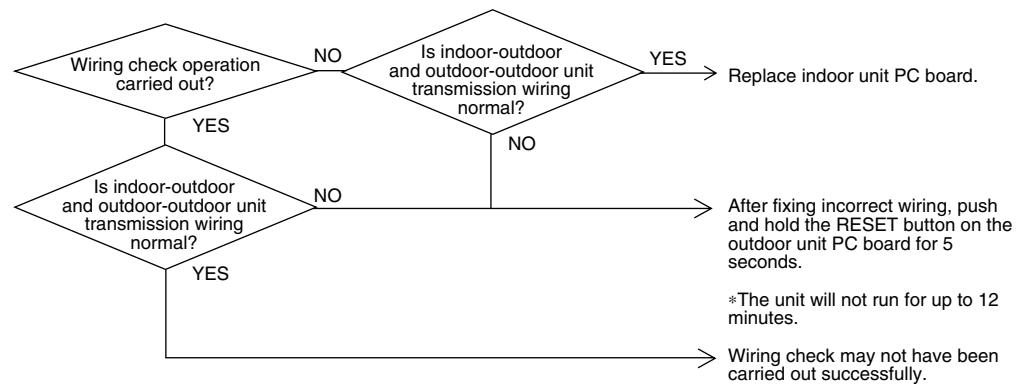 Wiring check operation
carried out?
NO
Is indoor-outdoor
and outdoor-outdoor unit
transmission wiring
normal?
YES
Replace indoor unit PC board.
YES
NO
Is indoor-outdoor
and outdoor-outdoor unit
transmission wiring
normal?
NO
After fixing incorrect wiring, push
and hold the RESET button on the
outdoor unit PC board for 5
seconds.
*The unit will not run for up to 12
minutes.
YES
Wiring check may not have been
carried out successfully.